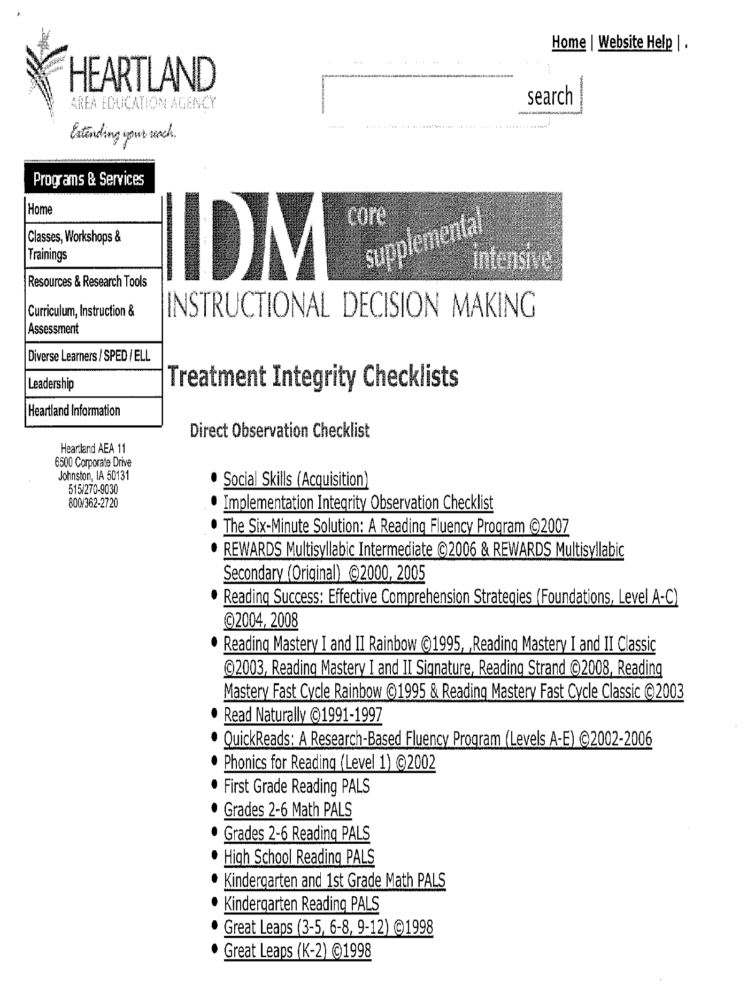 Home | Website Help | .
HEARTLAND
AREA EDUCATION AGENCY
Extending your reach.
search
Programs & Services
Home
Classes, Workshops &
Trainings
Resources & Research Tools
Curriculum, Instruction &
Assessment
Diverse Learners / SPED / ELL
Leadership
Heartland Information
Heartland AEA 11
6500 Corporate Drive
Johnston, IA 50131
515/270-9030
800/362-2720
IDM
core
supplemental
intensive
INSTRUCTIONAL DECISION MAKING
Treatment Integrity Checklists
Direct Observation Checklist
• Social Skills (Acquisition)
• Implementation Integrity Observation Checklist
• The Six-Minute Solution: A Reading Fluency Program ©2007
• REWARDS Multisyllabic Intermediate ©2006 & REWARDS Multisyllabic
Secondary (Original) ©2000, 2005
• Reading Success: Effective Comprehension Strategies (Foundations, Level A-C)
©2004, 2008
• Reading Mastery I and II Rainbow ©1995, ,Reading Mastery I and II Classic
©2003, Reading Mastery I and II Signature, Reading Strand ©2008, Reading
Mastery Fast Cycle Rainbow ©1995 & Reading Mastery Fast Cycle Classic ©2003
• Read Naturally ©1991-1997
• QuickReads: A Research-Based Fluency Program (Levels A-E) ©2002-2006
• Phonics for Reading (Level 1) ©2002
• First Grade Reading PALS
• Grades 2-6 Math PALS
• Grades 2-6 Reading PALS
• High School Reading PALS
• Kindergarten and 1st Grade Math PALS
• Kindergarten Reading PALS
• Great Leaps (3-5, 6-8, 9-12) ©1998
• Great Leaps (K-2) ©1998